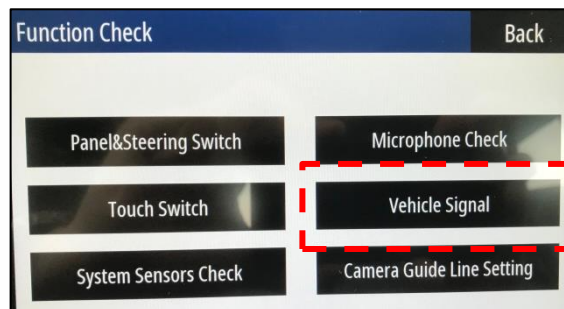 Function Check
Back
Panel&Steering Switch
Microphone Check
Touch Switch
Vehicle Signal
System Sensors Check
Camera Guide Line Setting